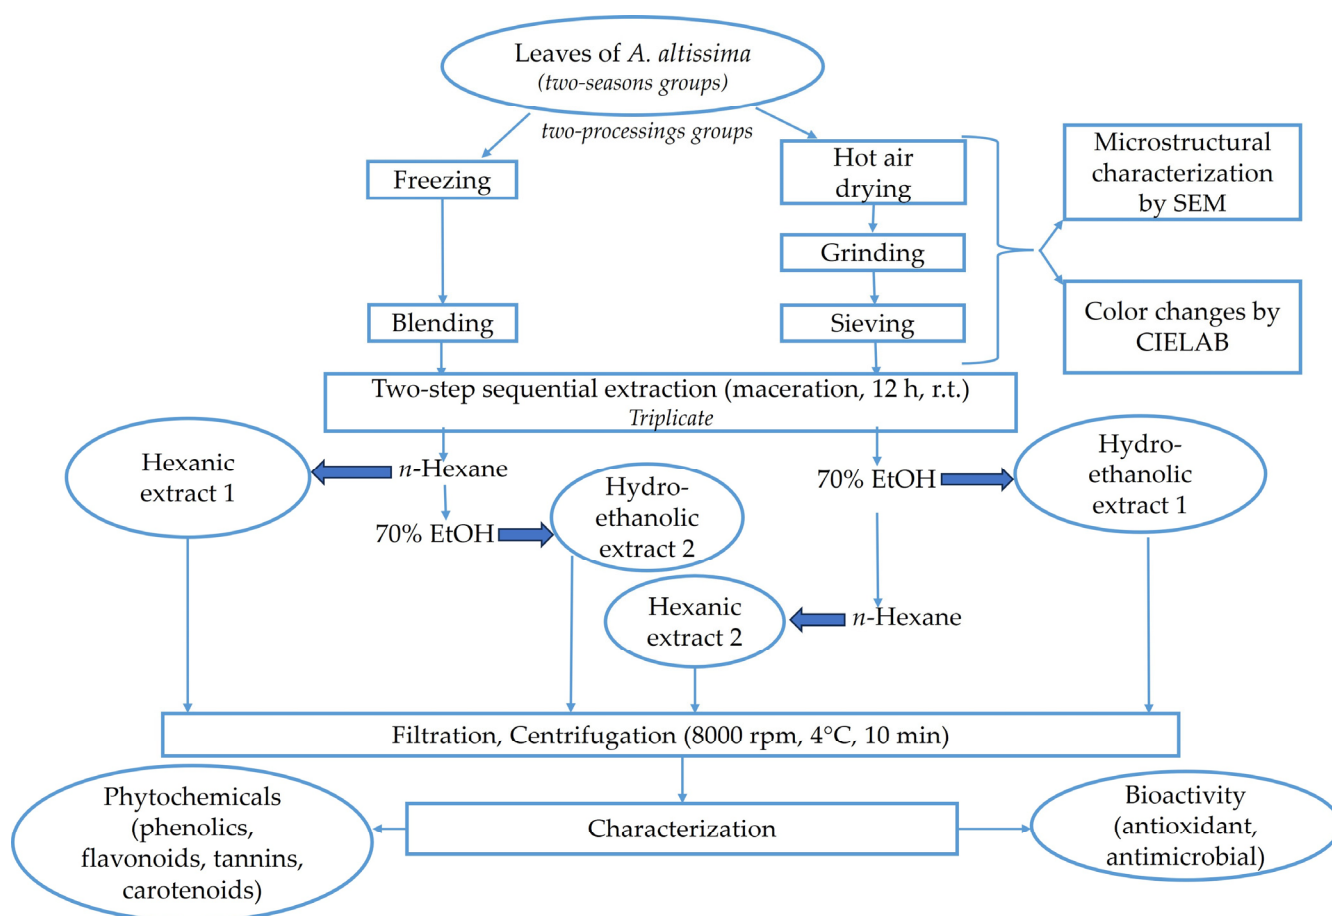 Leaves of A. altissima
(two-seasons groups)
two-processings groups
Freezing
Blending
Hot air
drying
Grinding
Sieving
Microstructural
characterization
by SEM
Color changes by
CIELAB
Two-step sequential extraction (maceration, 12 h, r.t.)
Triplicate
Hexanic
extract 1
n-Hexane
70% EtOH
Hydro-
ethanolic
extract 2
70% EtOH
Hydro-
ethanolic
extract 1
Hexanic
extract 2
n-Hexane
Filtration, Centrifugation (8000 rpm, 4°C, 10 min)
Phytochemicals
(phenolics,
flavonoids, tannins,
carotenoids)
Characterization
Bioactivity
(antioxidant,
antimicrobial)